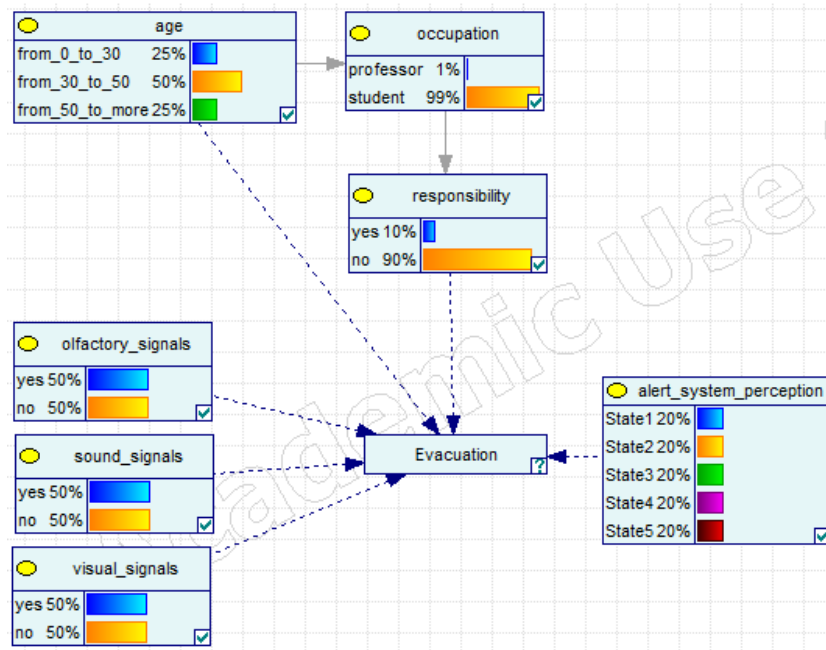 age
from_0_to_30 25%
from_30_to_50 50%
from_50_to_more 25%
occupation
professor 1%
student 99%
responsibility
yes 10%
no 90%
olfactory_signals
yes 50%
no 50%
sound_signals
yes 50%
no 50%
visual_signals
yes 50%
no 50%
Evacuation
?
alert_system_perception
State1 20%
State2 20%
State3 20%
State4 20%
State5 20%
cademic Use